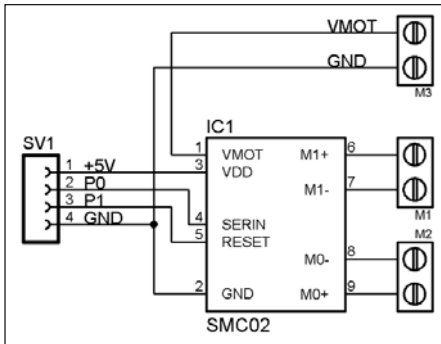 VMOT
GND
M3
SV1
1 +5V
2 P0
3 P1
4 GND
IC1
1 VMOT M1+ 6
3 VDD
M1- 7
M1
4 SERIN
5 RESET
M2
M0- 8
2 GND M0+ 9
SMC02